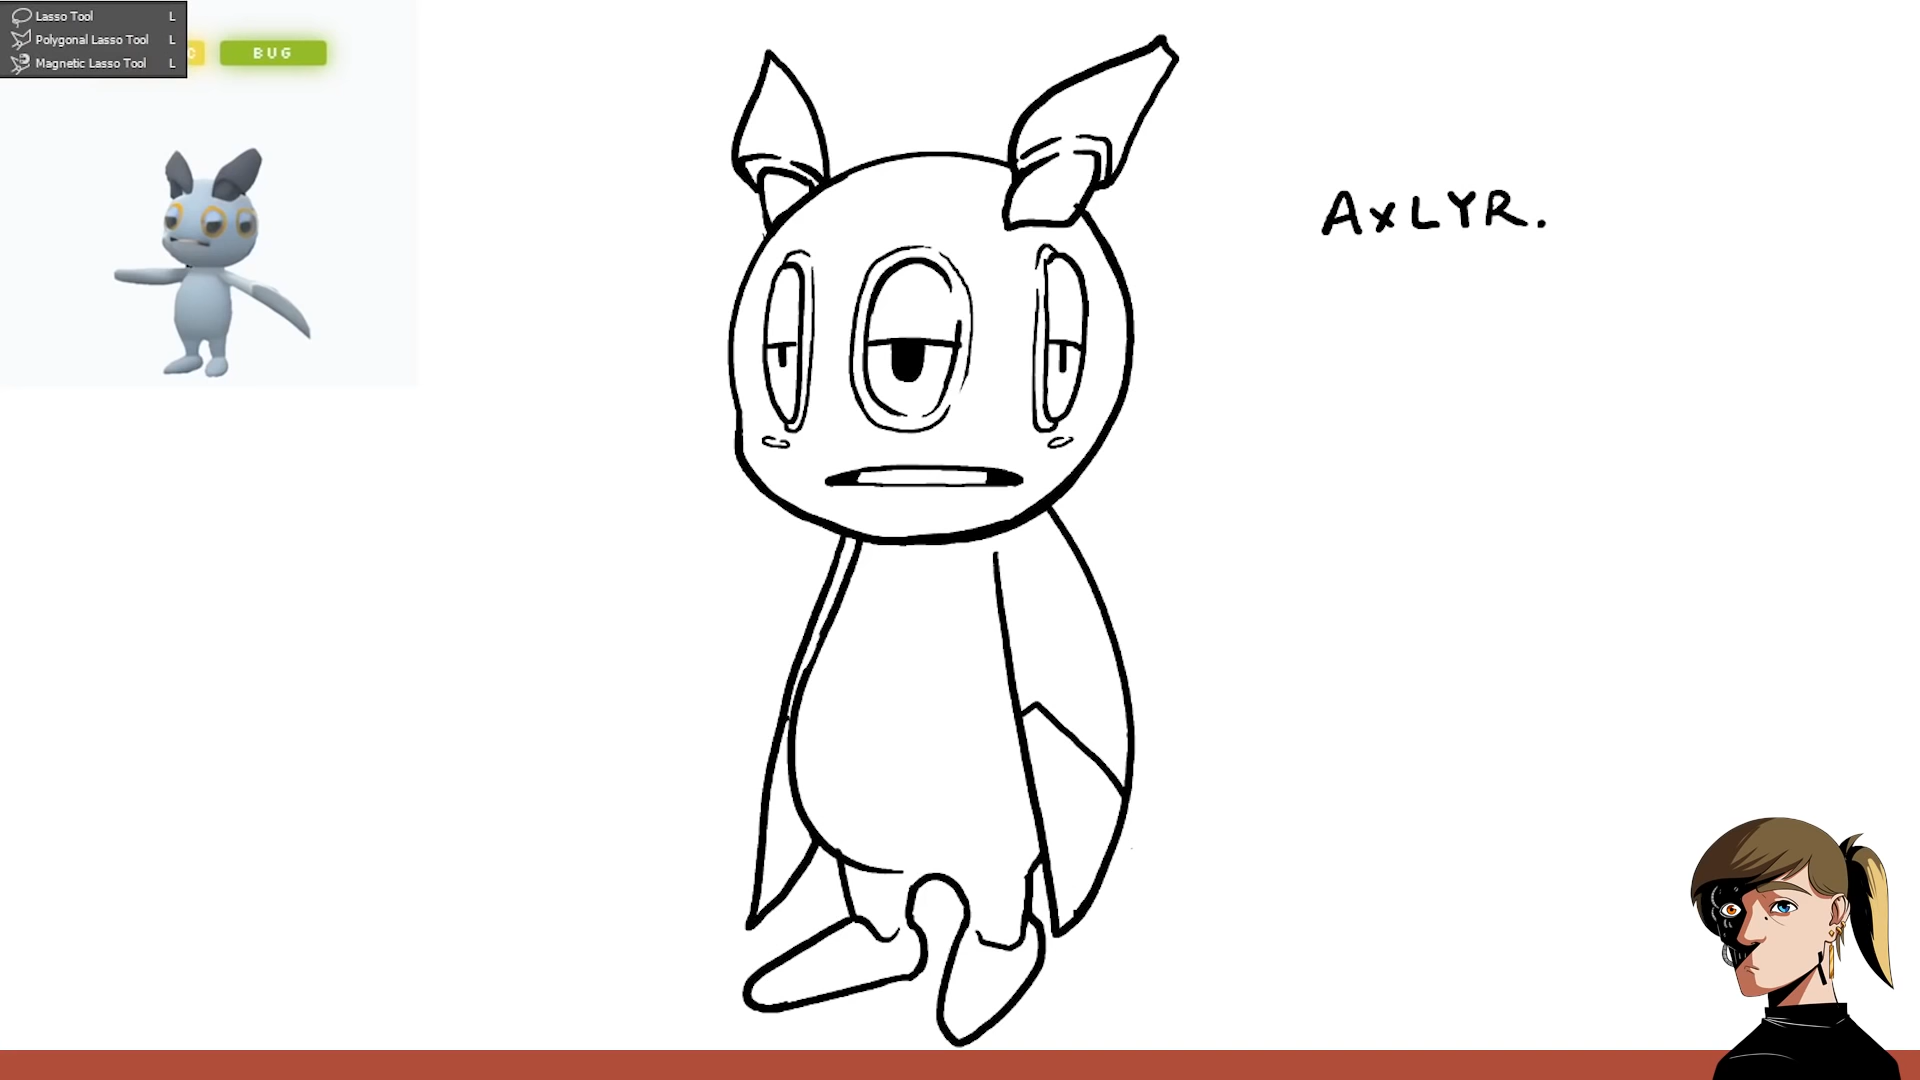 Lasso Tool L
Polygonal Lasso Tool L
Magnetic Lasso Tool L
BUG
AxLYR.